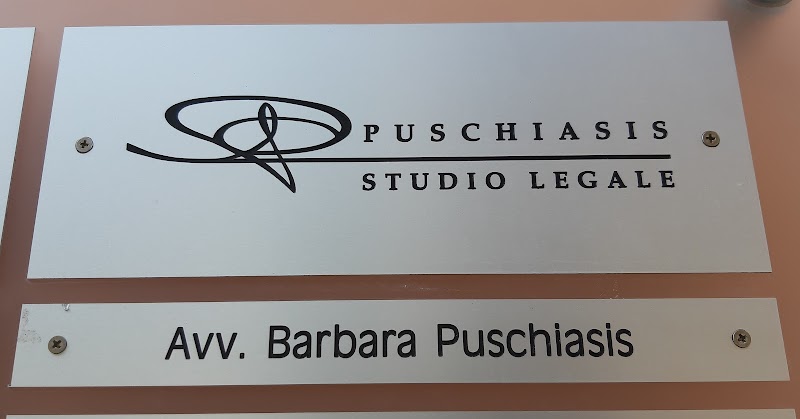 PUSCHIASIS
STUDIO LEGALE
Avv. Barbara Puschiasis